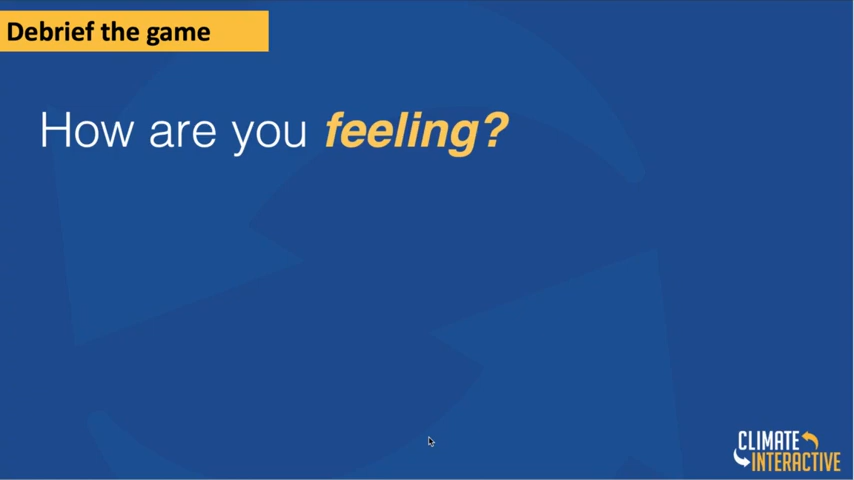 Debrief the game
How are you feeling?
CLIMATE
INTERACTIVE